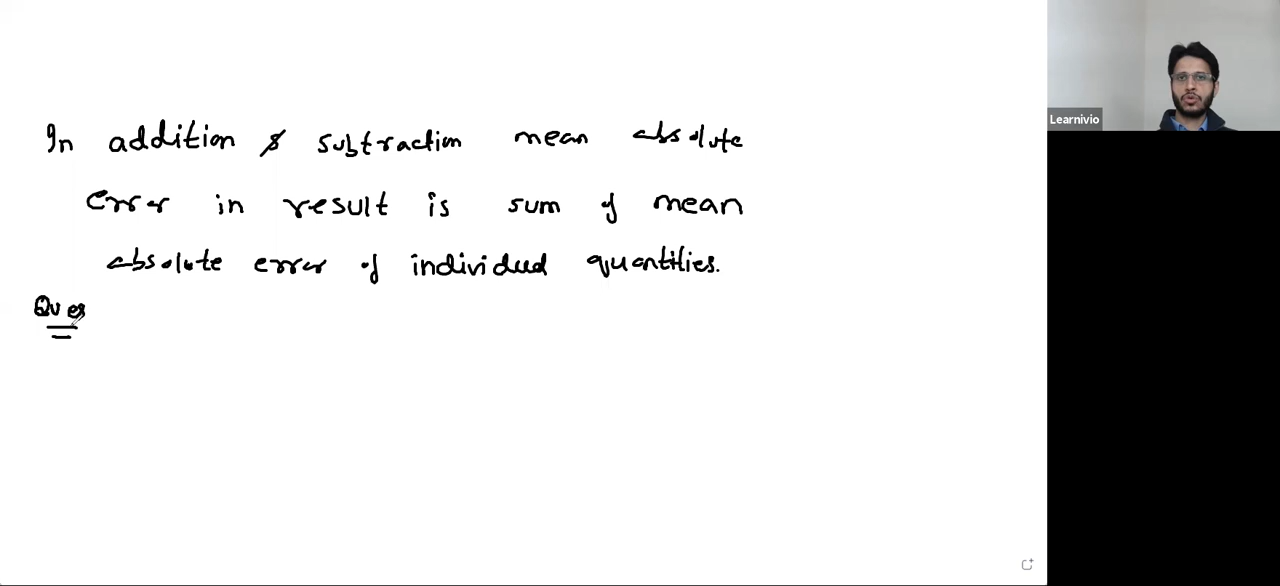 In addition & subtraction mean absolute
error in result is sum of mean
absolute error of individual quantities.
Ques
Learnivio